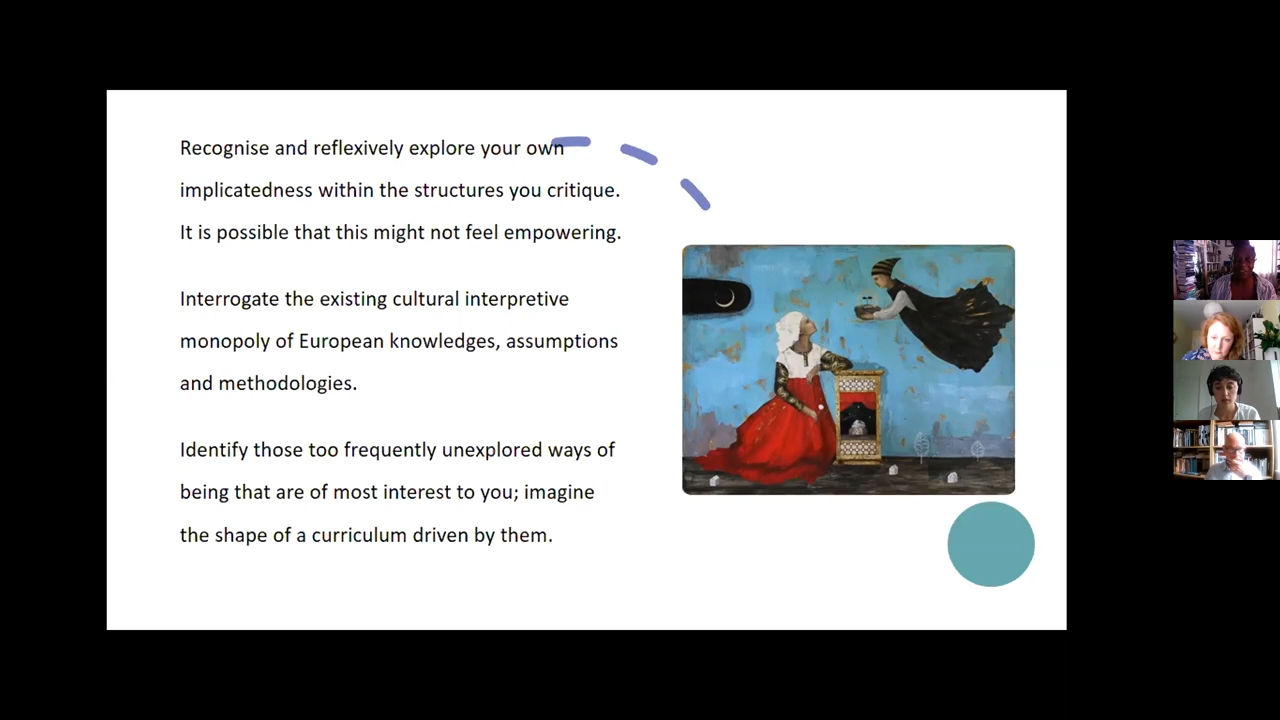 Recognise and reflexively explore your own
implicatedness within the structures you critique.
It is possible that this might not feel empowering.
Interrogate the existing cultural interpretive
monopoly of European knowledges, assumptions
and methodologies.
Identify those too frequently unexplored ways of
being that are of most interest to you; imagine
the shape of a curriculum driven by them.